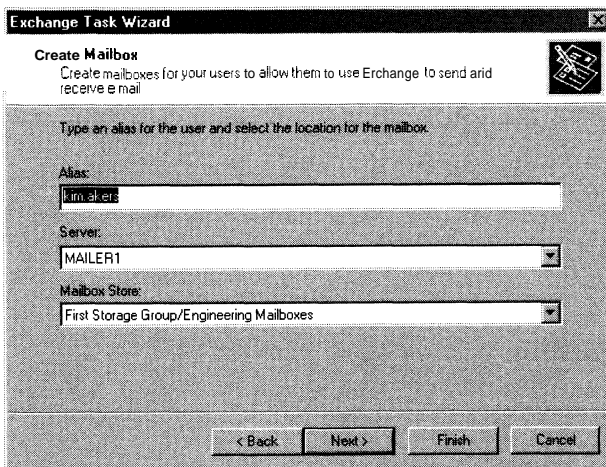 Exchange Task Wizard
Create Mailbox
Create mailboxes for your users to allow them to use Erchange to send arid
receive e mail
Type an alias for the user and select the location for the mailbox.
Alias:
kim.akers
Server:
MAILER1
Mailbox Store:
First Storage Group/Engineering Mailboxes
< Back
Next >
Finish
Cancel